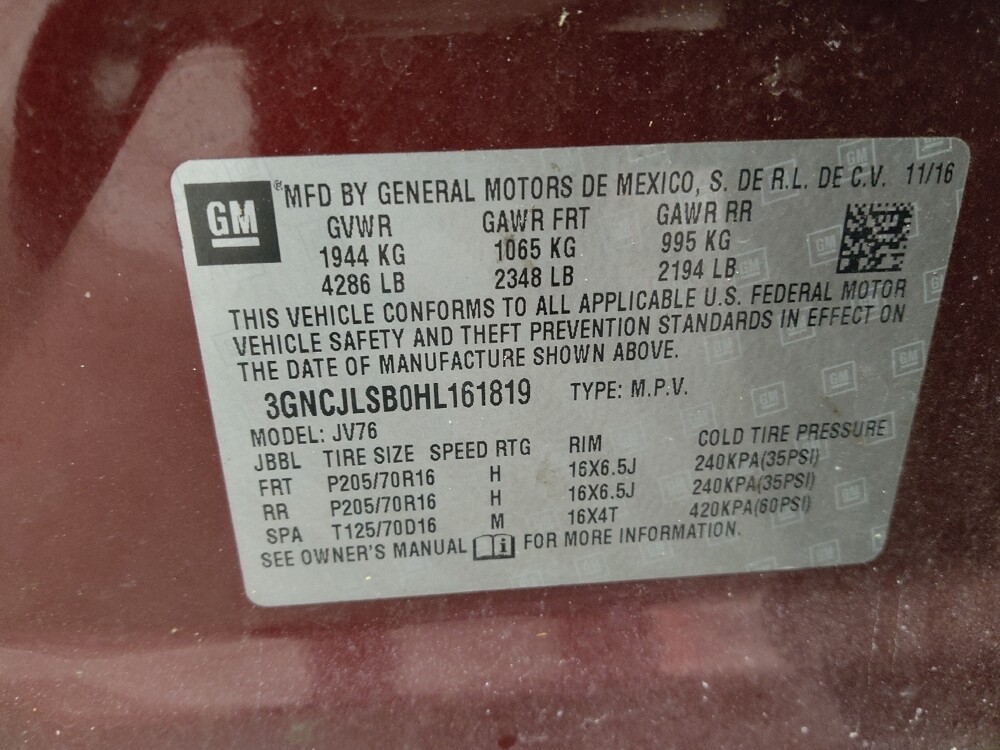 GM ® MFD BY GENERAL MOTORS DE MEXICO, S. DE R.L. DE C.V. 11/16
GVWR GAWR FRT GAWR RR
1944 KG 1065 KG 995 KG
4286 LB 2348 LB 2194 LB
THIS VEHICLE CONFORMS TO ALL APPLICABLE U.S. FEDERAL MOTOR
VEHICLE SAFETY AND THEFT PREVENTION STANDARDS IN EFFECT ON
THE DATE OF MANUFACTURE SHOWN ABOVE.
3GNCJLSB0HL161819 TYPE: M.P.V.
MODEL: JV76
JBBL TIRE SIZE SPEED RTG RIM COLD TIRE PRESSURE
FRT P205/70R16 H 16X6.5J 240KPA(35PSI)
RR P205/70R16 H 16X6.5J 240KPA(35PSI)
SPA T125/70D16 M 16X4T 420KPA(60PSI)
SEE OWNER'S MANUAL i FOR MORE INFORMATION.